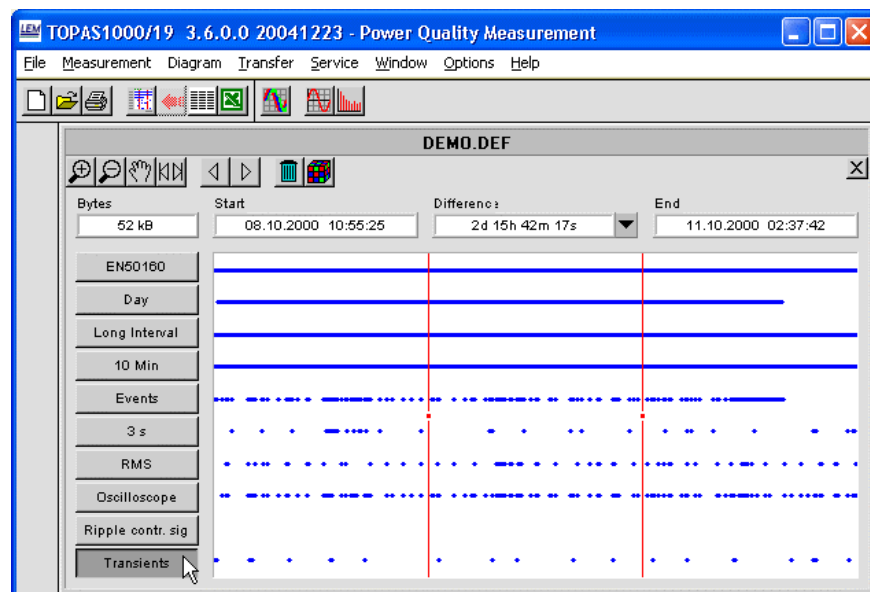 LEM TOPAS1000/19 3.6.0.0 20041223 - Power Quality Measurement
File Measurement Diagram Transfer Service Window Options Help
DEMO.DEF
Bytes Start Difference End
52 kB 08.10.2000 10:55:25 2d 15h 42m 17s 11.10.2000 02:37:42
EN50160
Day
Long Interval
10 Min
Events
3 s
RMS
Oscilloscope
Ripple contr. sig
Transients